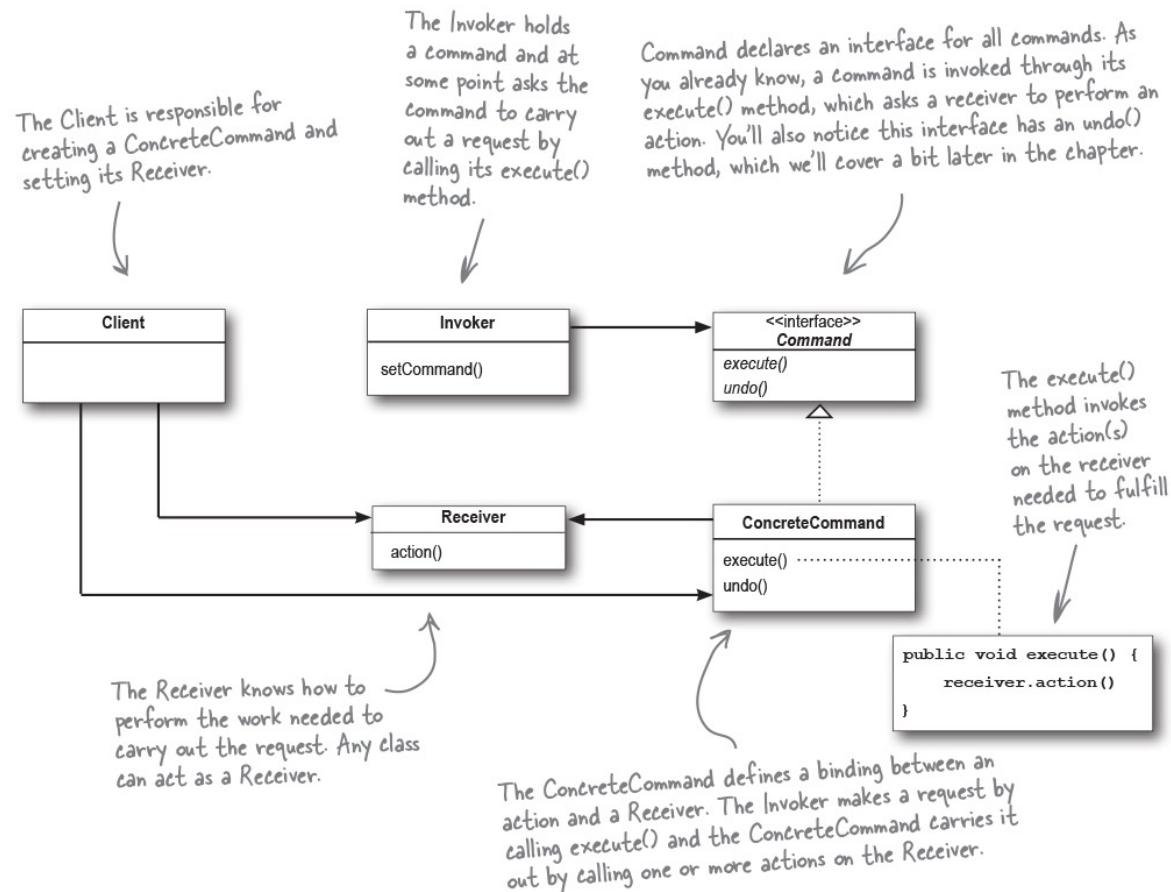 The Client is responsible for
creating a ConcreteCommand and
setting its Receiver.
The Invoker holds
a command and at
some point asks the
command to carry
out a request by
calling its execute()
method.
Command declares an interface for all commands. As
you already know, a command is invoked through its
execute() method, which asks a receiver to perform an
action. You'll also notice this interface has an undo()
method, which we'll cover a bit later in the chapter.
Client
Invoker
setCommand()
<<interface>>
Command
execute()
undo()
The execute()
method invokes
the action(s)
on the receiver
needed to fulfill
the request.
Receiver
action()
ConcreteCommand
execute()
undo()
public void execute() {
receiver.action()
}
The Receiver knows how to
perform the work needed to
carry out the request. Any class
can act as a Receiver.
The ConcreteCommand defines a binding between an
action and a Receiver. The Invoker makes a request by
calling execute() and the ConcreteCommand carries it
out by calling one or more actions on the Receiver.